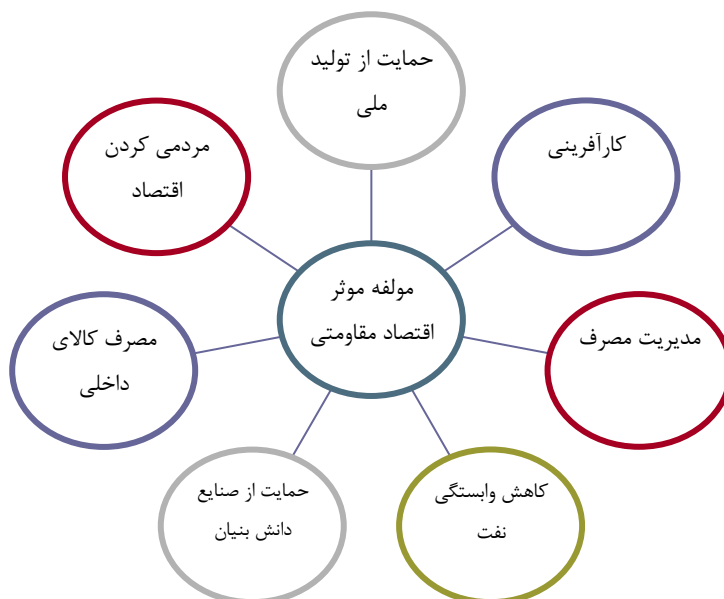 حمایت از تولید
ملی
کارآفرینی
مدیریت مصرف
کاهش وابستگی
نفت
حمایت از صنایع
دانش بنیان
مصرف کالای
داخلی
مردمی کردن
اقتصاد
مولفه موثر
اقتصاد مقاومتی